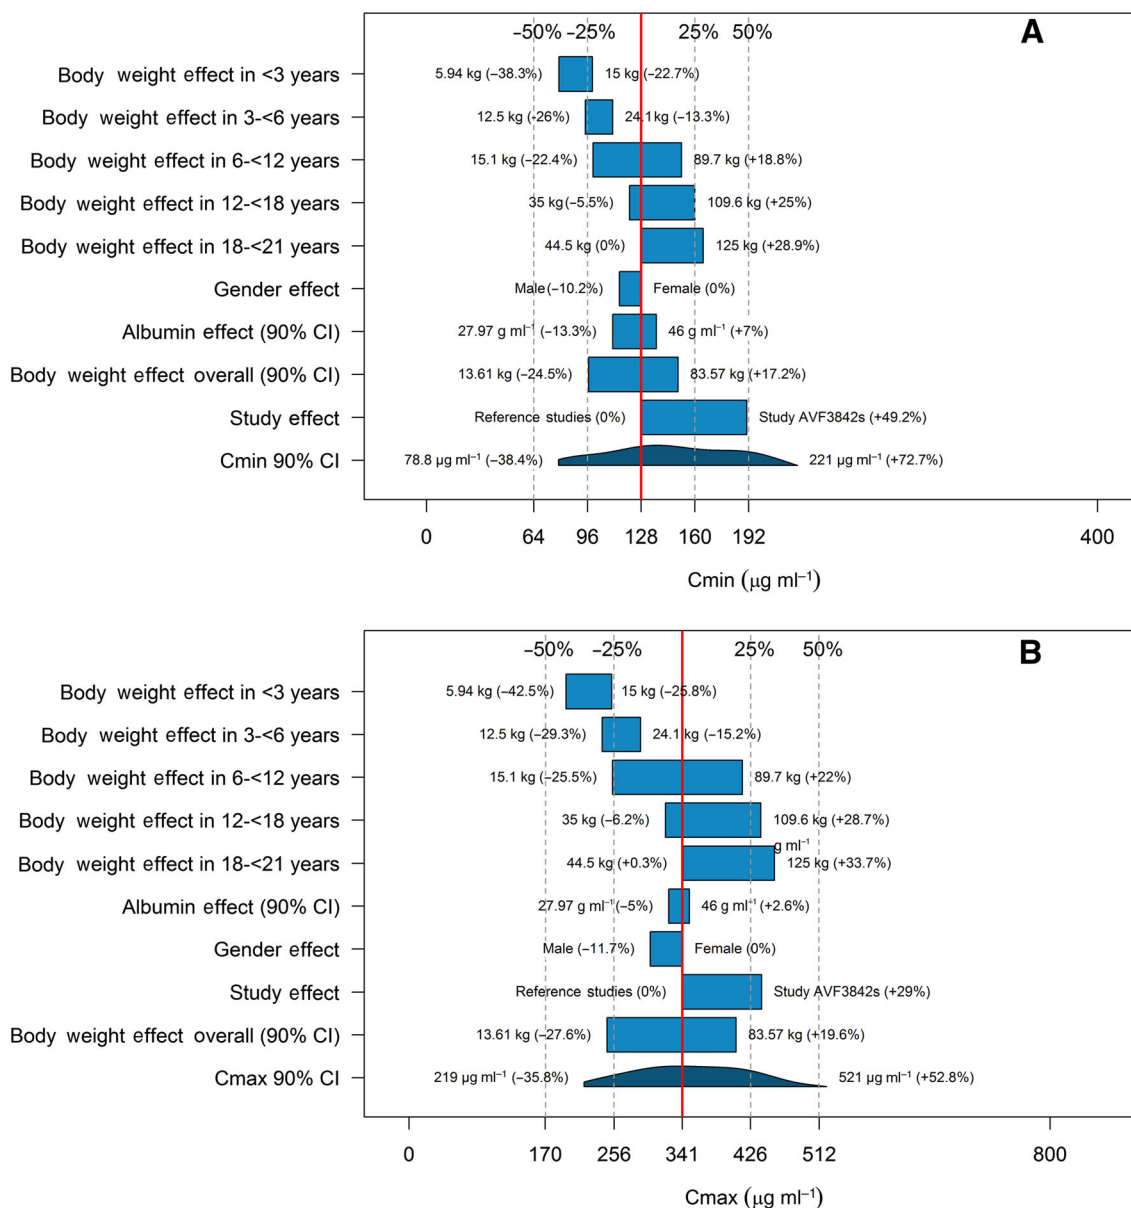 −50% −25% 25% 50% A
Body weight effect in <3 years 5.94 kg (−38.3%) 15 kg (−22.7%)
Body weight effect in 3-<6 years 12.5 kg (−26%) 24.1 kg (−13.3%)
Body weight effect in 6-<12 years 15.1 kg (−22.4%) 89.7 kg (+18.8%)
Body weight effect in 12-<18 years 35 kg (−5.5%) 109.6 kg (+25%)
Body weight effect in 18-<21 years 44.5 kg (0%) 125 kg (+28.9%)
Gender effect Male (−10.2%) Female (0%)
Albumin effect (90% CI) 27.97 g ml⁻¹ (−13.3%) 46 g ml⁻¹ (+7%)
Body weight effect overall (90% CI) 13.61 kg (−24.5%) 83.57 kg (+17.2%)
Study effect Reference studies (0%) Study AVF3842s (+49.2%)
Cmin 90% CI 78.8 µg ml⁻¹ (−38.4%) 221 µg ml⁻¹ (+72.7%)
0 64 96 128 160 192 400
Cmin (µg ml⁻¹)
−50% −25% 25% 50% B
Body weight effect in <3 years 5.94 kg (−42.5%) 15 kg (−25.8%)
Body weight effect in 3-<6 years 12.5 kg (−29.3%) 24.1 kg (−15.2%)
Body weight effect in 6-<12 years 15.1 kg (−25.5%) 89.7 kg (+22%)
Body weight effect in 12-<18 years 35 kg (−6.2%) 109.6 kg (+28.7%)
g ml⁻¹
Body weight effect in 18-<21 years 44.5 kg (+0.3%) 125 kg (+33.7%)
Albumin effect (90% CI) 27.97 g ml⁻¹ (−5%) 46 g ml⁻¹ (+2.6%)
Gender effect Male (−11.7%) Female (0%)
Study effect Reference studies (0%) Study AVF3842s (+29%)
Body weight effect overall (90% CI) 13.61 kg (−27.6%) 83.57 kg (+19.6%)
Cmax 90% CI 219 µg ml⁻¹ (−35.8%) 521 µg ml⁻¹ (+52.8%)
0 170 256 341 426 512 800
Cmax (µg ml⁻¹)